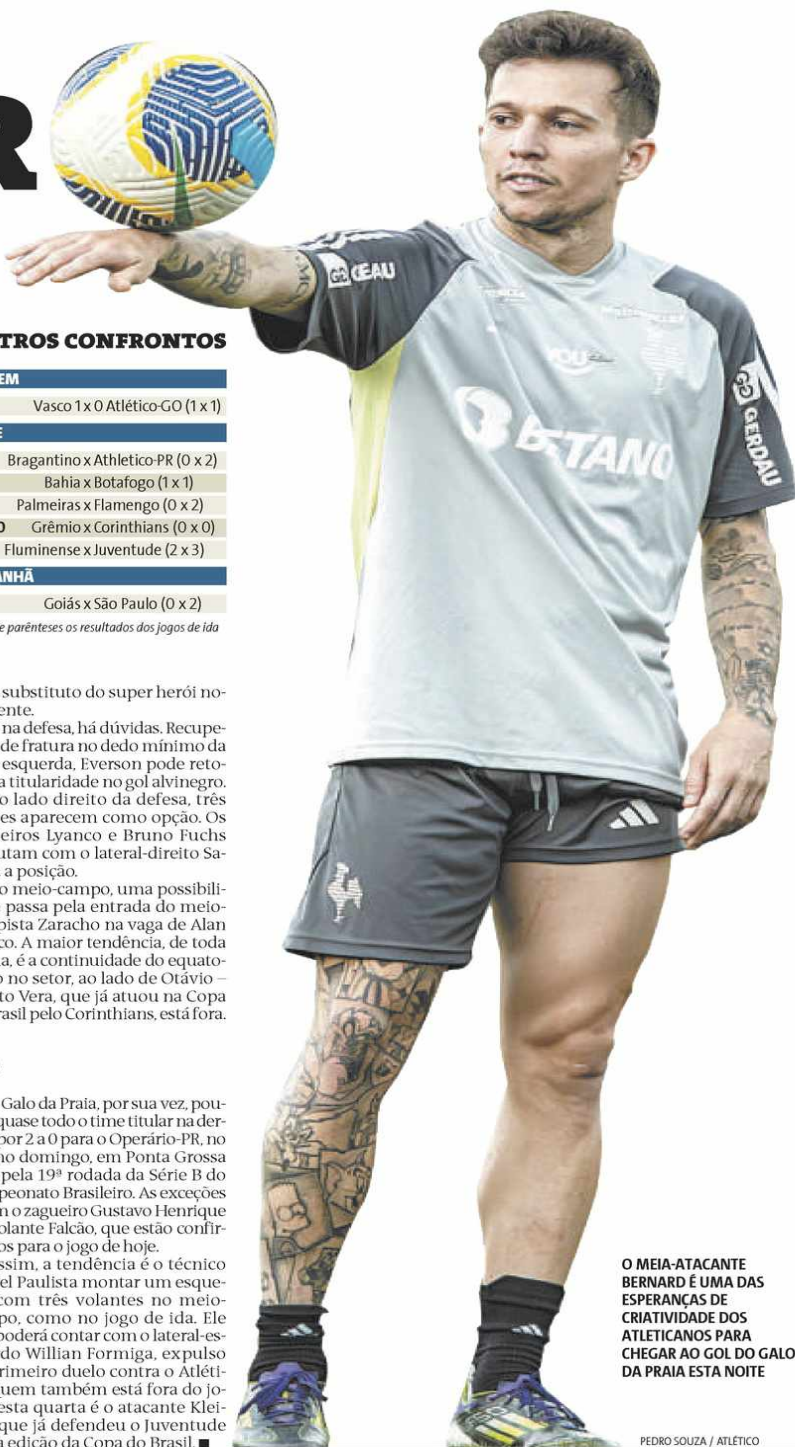 R
TROS CONFRONTOS
EM
Vasco 1 x 0 Atlético-GO (1 x 1)
E
Bragantino x Athletico-PR (0 x 2)
Bahia x Botafogo (1 x 1)
Palmeiras x Flamengo (0 x 2)
0 Grêmio x Corinthians (0 x 0)
Fluminense x Juventude (2 x 3)
ANHÃ
Goiás x São Paulo (0 x 2)
e parênteses os resultados dos jogos de ida
substituto do super herói no-
ente.
na defesa, há dúvidas. Recupe-
de fratura no dedo mínimo da
esquerda, Everson pode reto-
a titularidade no gol alvinegro.
o lado direito da defesa, três
es aparecem como opção. Os
eiros Lyanco e Bruno Fuchs
utam com o lateral-direito Sa-
a posição.
o meio-campo, uma possibili-
passa pela entrada do meio-
pista Zaracho na vaga de Alan
co. A maior tendência, de toda
a, é a continuidade do equato-
o no setor, ao lado de Otávio –
to Vera, que já atuou na Copa
rasil pelo Corinthians, está fora.
Galo da Praia, por sua vez, pou-
quase todo o time titular na der-
por 2 a 0 para o Operário-PR, no
no domingo, em Ponta Grossa
pela 19ª rodada da Série B do
peonato Brasileiro. As exceções
m o zagueiro Gustavo Henrique
olante Falcão, que estão confir-
os para o jogo de hoje.
ssim, a tendência é o técnico
el Paulista montar um esque-
com três volantes no meio-
po, como no jogo de ida. Ele
poderá contar com o lateral-es-
do Willian Formiga, expulso
rimeiro duelo contra o Atléti-
uem também está fora do jo-
esta quarta é o atacante Klei-
que já defendeu o Juventude
a edição da Copa do Brasil. ■
BETANO
GERDAU
O MEIA-ATACANTE
BERNARD É UMA DAS
ESPERANÇAS DE
CRIATIVIDADE DOS
ATLETICANOS PARA
CHEGAR AO GOL DO GALO
DA PRAIA ESTA NOITE
PEDRO SOUZA / ATLÉTICO